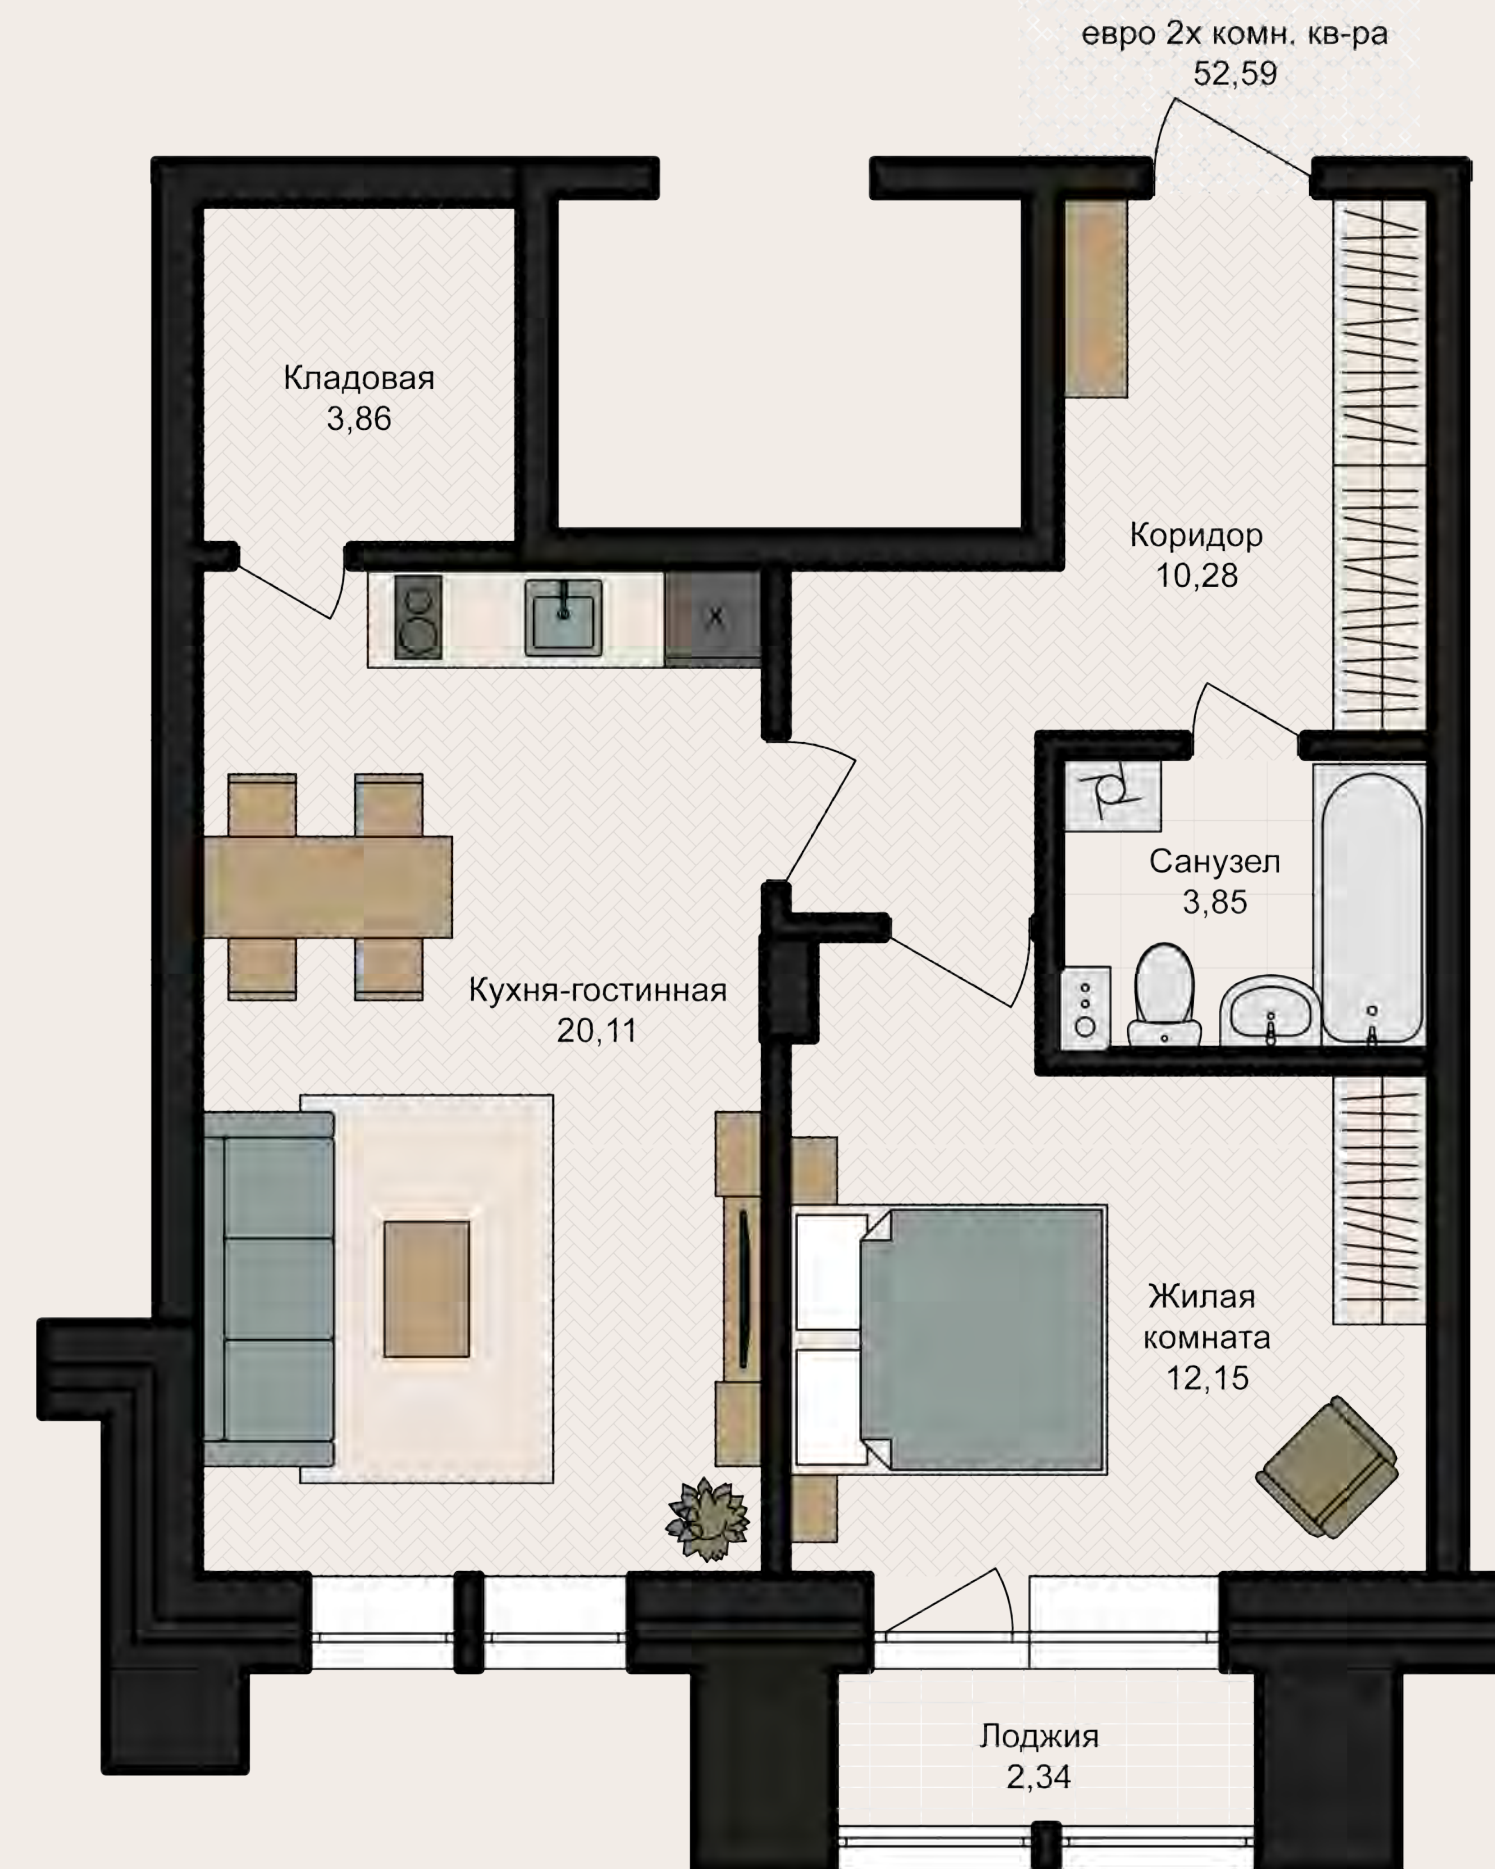 евро 2х комн. кв-ра
52,59
Кладовая
3,86
Коридор
10,28
X
Санузел
3,85
Кухня-гостинная
20,11
Жилая
комната
12,15
Лоджия
2,34